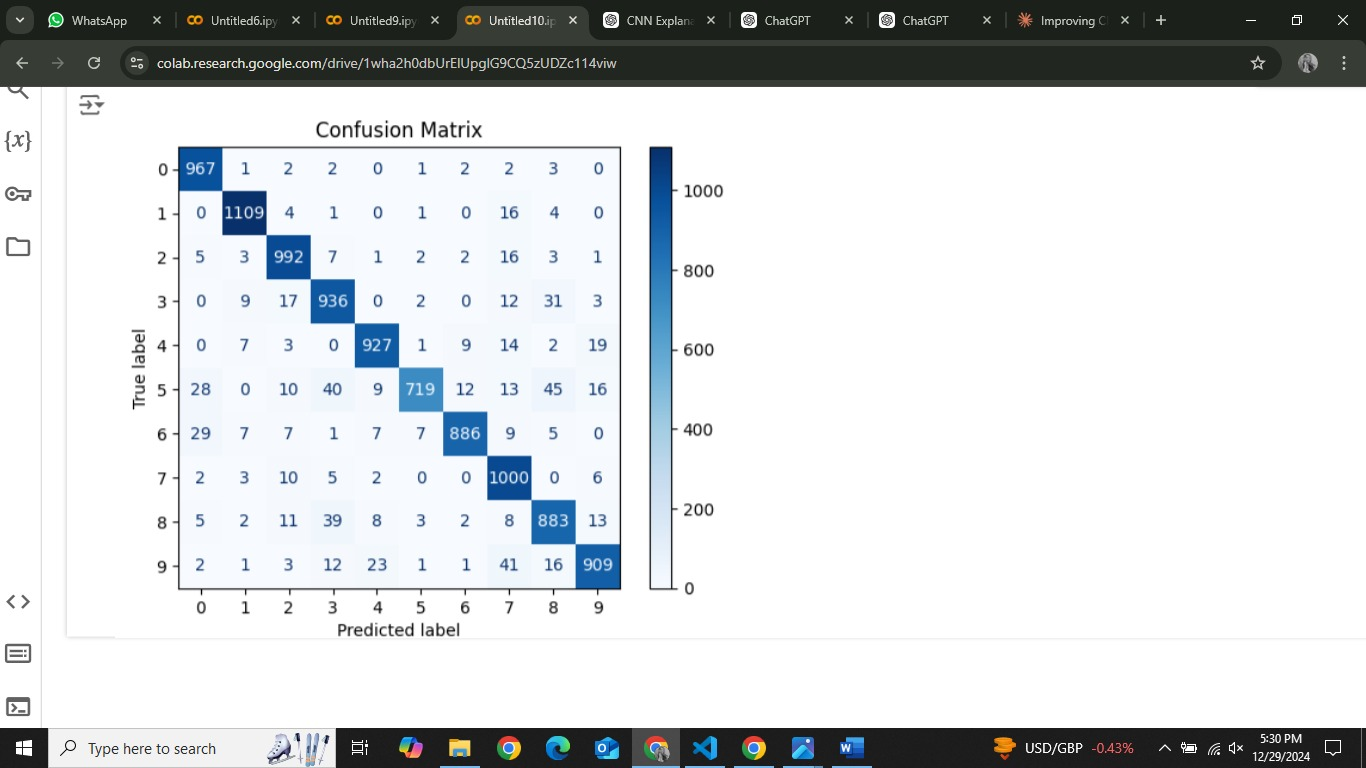 WhatsApp Untitled6.ipy Untitled9.ipy Untitled10.ip CNN Explana ChatGPT ChatGPT Improving C
colab.research.google.com/drive/1wha2h0dbUrElUpglG9CQ5zUDZc114viw
{x}
Confusion Matrix
0 967 1 2 2 0 1 2 2 3 0
1 0 1109 4 1 0 1 0 16 4 0
2 5 3 992 7 1 2 2 16 3 1
3 0 9 17 936 0 2 0 12 31 3
4 0 7 3 0 927 1 9 14 2 19
5 28 0 10 40 9 719 12 13 45 16
6 29 7 7 1 7 7 886 9 5 0
7 2 3 10 5 2 0 0 1000 0 6
8 5 2 11 39 8 3 2 8 883 13
9 2 1 3 12 23 1 1 41 16 909
0 1 2 3 4 5 6 7 8 9
True label
Predicted label
1000
800
600
400
200
0
Type here to search
USD/GBP -0.43%
5:30 PM
12/29/2024